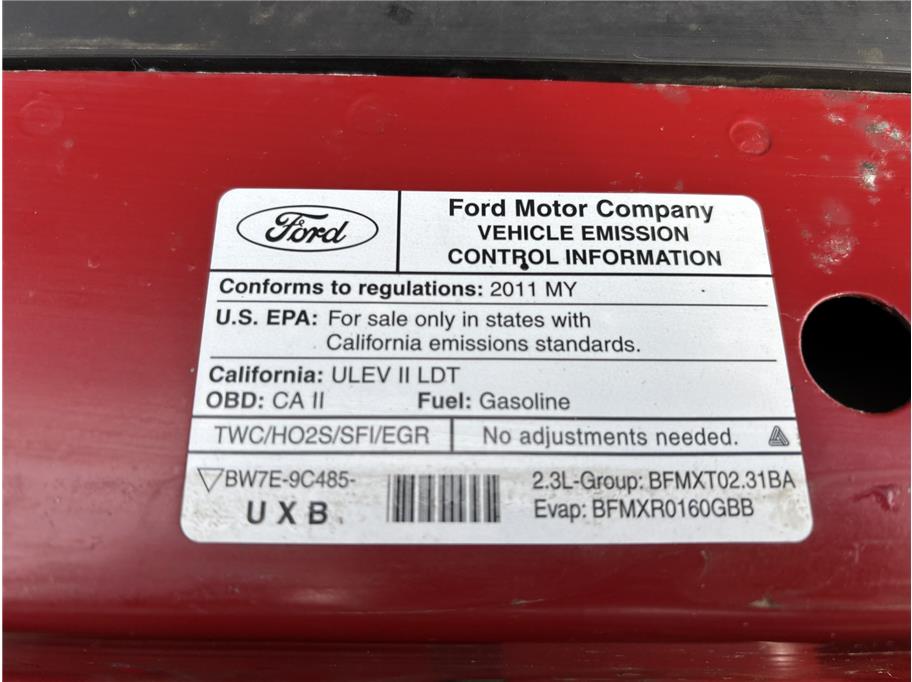 Ford
Ford Motor Company
VEHICLE EMISSION
CONTROL INFORMATION
Conforms to regulations: 2011 MY
U.S. EPA: For sale only in states with
California emissions standards.
California: ULEV II LDT
OBD: CA II Fuel: Gasoline
TWC/HO2S/SFI/EGR No adjustments needed.
BW7E-9C485-
UXB
2.3L-Group: BFMXT02.31BA
Evap: BFMXR0160GBB